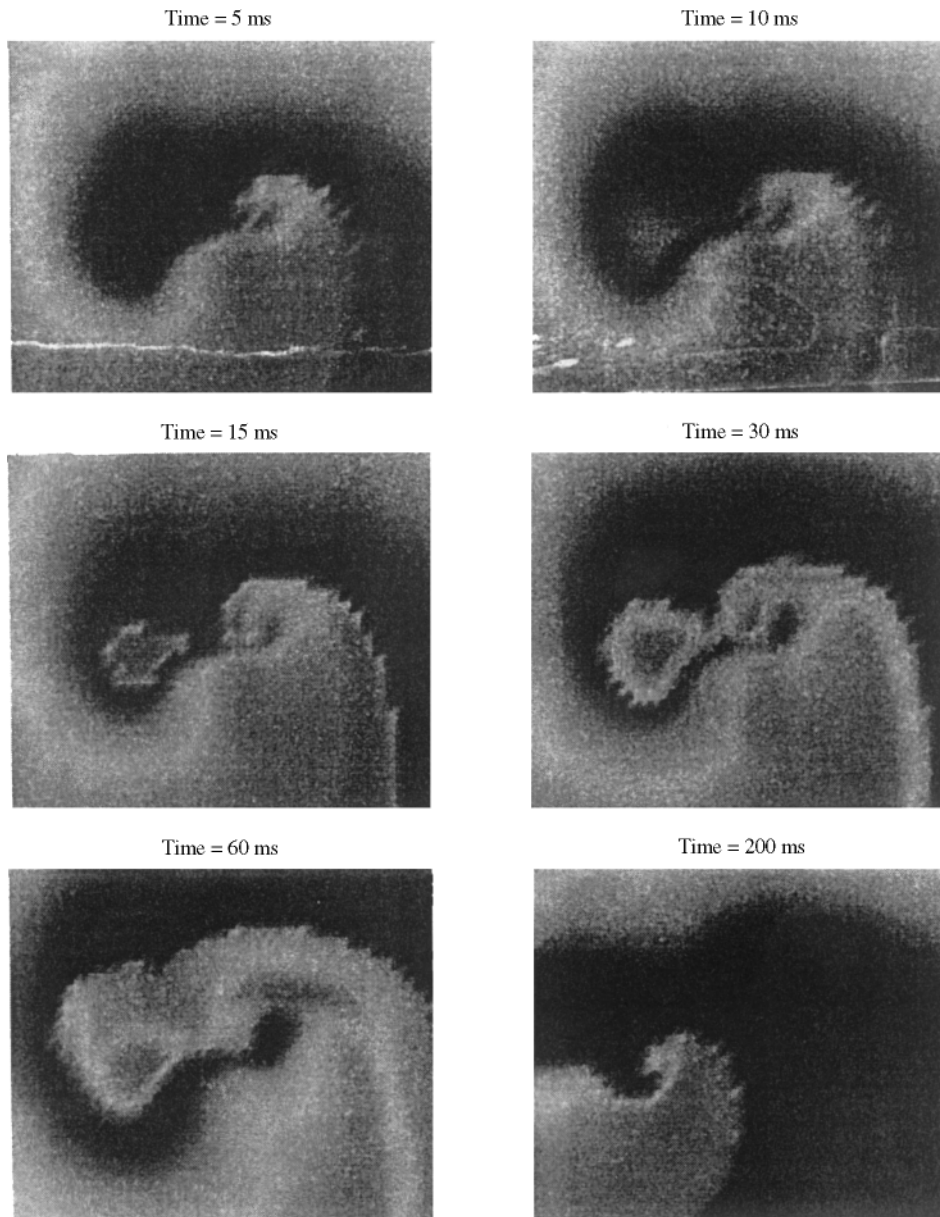 Time = 5 ms
Time = 10 ms
Time = 15 ms
Time = 30 ms
Time = 60 ms
Time = 200 ms